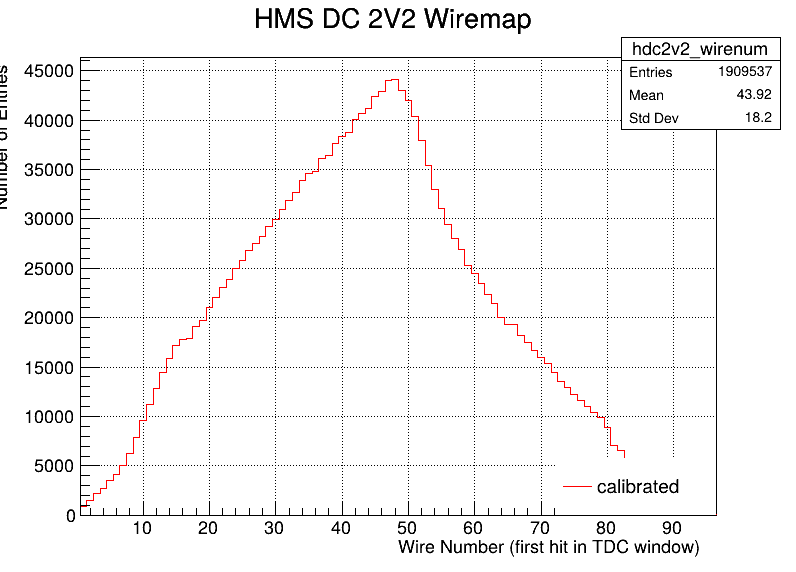 HMS DC 2V2 Wiremap
hdc2v2_wirenum
Entries 1909537
Mean 43.92
Std Dev 18.2
Number of Entries
45000
40000
35000
30000
25000
20000
15000
10000
5000
0
calibrated
10 20 30 40 50 60 70 80 90
Wire Number (first hit in TDC window)